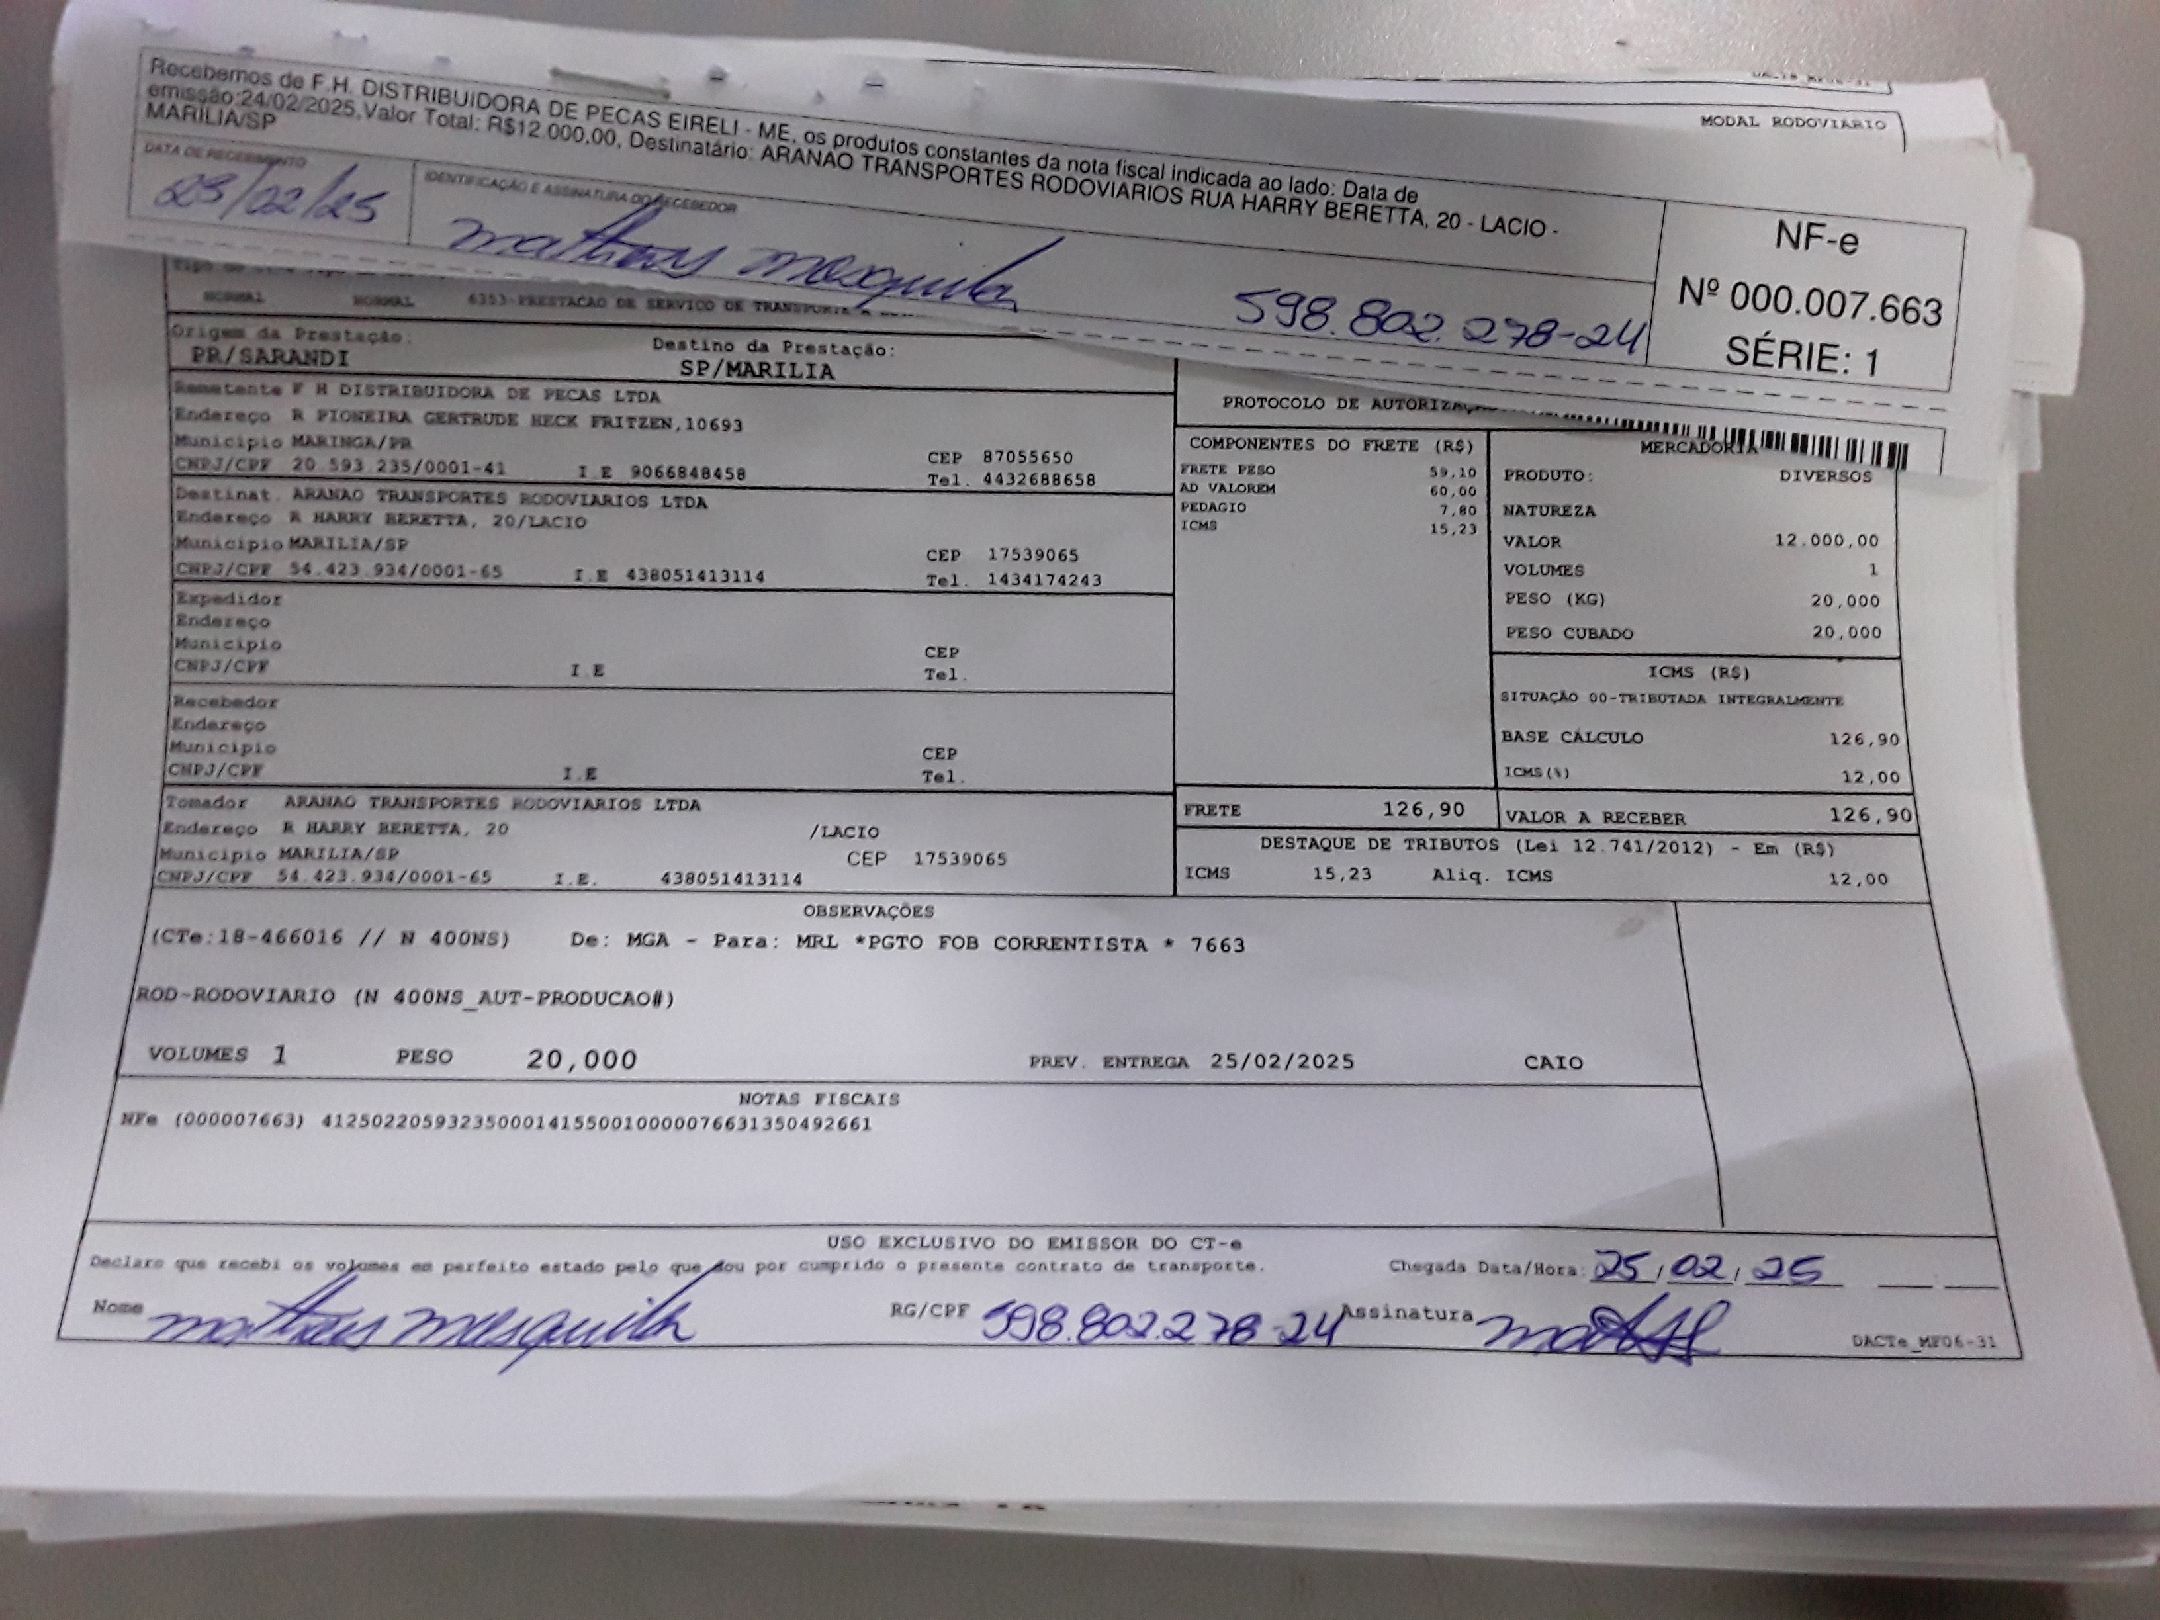 MODAL RODOVIARIO
Recebemos de F.H. DISTRIBUIDORA DE PECAS EIRELI - ME, os produtos constantes da nota fiscal indicada ao lado: Data de
emissão:24/02/2025,Valor Total: R$12.000,00, Destinatário: ARANAO TRANSPORTES RODOVIARIOS RUA HARRY BERETTA, 20 - LACIO -
MARILIA/SP
DATA DE RECEBIMENTO
IDENTIFICAÇÃO E ASSINATURA DO RECEBEDOR
23/02/25
matheus mesquita
598.802.278-24
NF-e
Nº 000.007.663
SÉRIE: 1
NORMAL NORMAL 6353-PRESTACAO DE SERVICO DE TRANSPORTE
Origem da Prestação:
PR/SARANDI
Destino da Prestação:
SP/MARILIA
Remetente F H DISTRIBUIDORA DE PECAS LTDA
Endereço R PIONEIRA GERTRUDE HECK FRITZEN,10693
Municipio MARINGA/PR CEP 87055650
CNPJ/CPF 20.593.235/0001-41 I.E 9066848458 Tel. 4432688658
Destinat. ARANAO TRANSPORTES RODOVIARIOS LTDA
Endereço R HARRY BERETTA, 20/LACIO
Municipio MARILIA/SP CEP 17539065
CNPJ/CPF 54.423.934/0001-65 I.E 438051413114 Tel. 1434174243
Expedidor
Endereço
Municipio CEP
CNPJ/CPF I.E Tel.
Recebedor
Endereço
Municipio CEP
CNPJ/CPF I.E Tel.
Tomador ARANAO TRANSPORTES RODOVIARIOS LTDA
Endereço R HARRY BERETTA, 20 /LACIO
Municipio MARILIA/SP CEP 17539065
CNPJ/CPF 54.423.934/0001-65 I.E. 438051413114
PROTOCOLO DE AUTORIZAÇ
COMPONENTES DO FRETE (R$)
FRETE PESO 59,10
AD VALOREM 60,00
PEDAGIO 7,80
ICMS 15,23
MERCADORIA
PRODUTO: DIVERSOS
NATUREZA
VALOR 12.000,00
VOLUMES 1
PESO (KG) 20,000
PESO CUBADO 20,000
ICMS (R$)
SITUAÇÃO 00-TRIBUTADA INTEGRALMENTE
BASE CÁLCULO 126,90
ICMS(%) 12,00
FRETE 126,90
VALOR A RECEBER 126,90
DESTAQUE DE TRIBUTOS (Lei 12.741/2012) - Em (R$)
ICMS 15,23 Aliq. ICMS 12,00
OBSERVAÇÕES
(CTe:18-466016 // N 400NS) De: MGA - Para: MRL *PGTO FOB CORRENTISTA * 7663
ROD-RODOVIARIO (N 400NS_AUT-PRODUCAO#)
VOLUMES 1 PESO 20,000 PREV. ENTREGA 25/02/2025 CAIO
NOTAS FISCAIS
NFe (000007663) 41250220593235000141550010000076631350492661
USO EXCLUSIVO DO EMISSOR DO CT-e
Declaro que recebi os volumes em perfeito estado pelo que dou por cumprido o presente contrato de transporte.
Chegada Data/Hora: 25/02/25
Nome matheus mesquita RG/CPF 598.802.278-24 Assinatura
DACTe_MF06-31